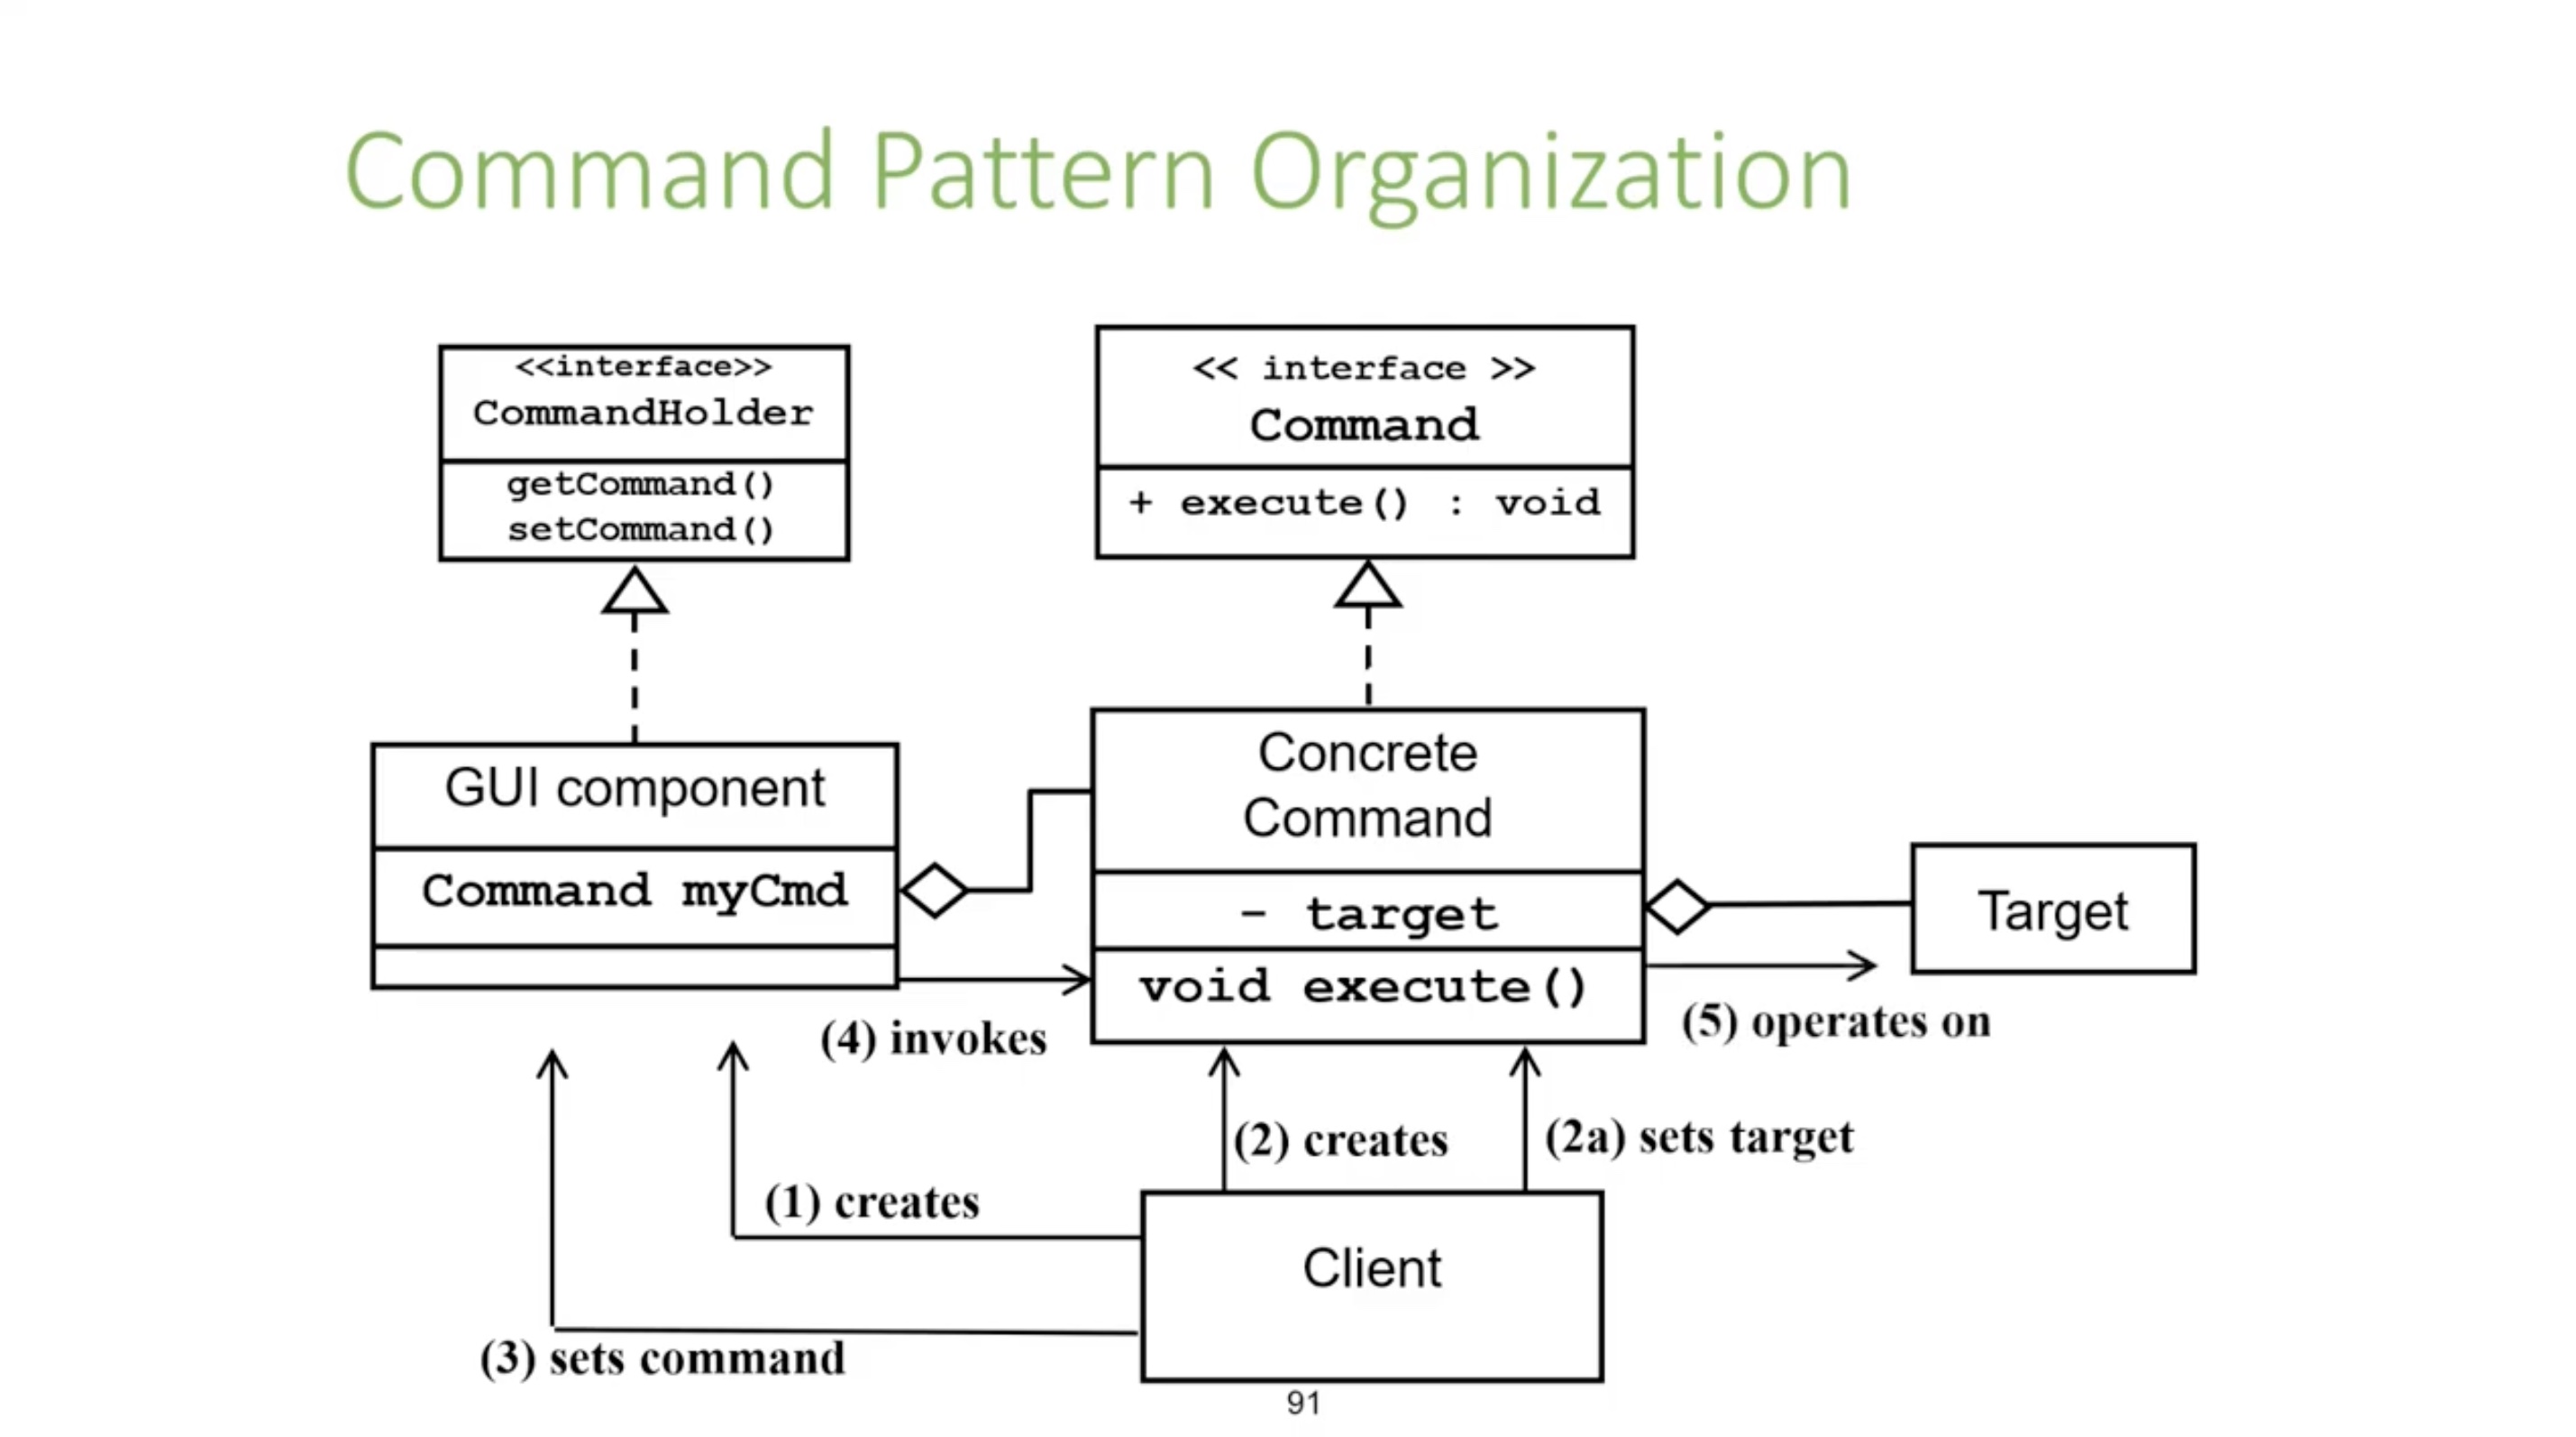 Command Pattern Organization
<<interface>>
CommandHolder
getCommand()
setCommand()
<< interface >>
Command
+ execute() : void
GUI component
Command myCmd
Concrete
Command
- target
void execute()
Target
(4) invokes
(5) operates on
(2) creates
(2a) sets target
(1) creates
Client
(3) sets command
91